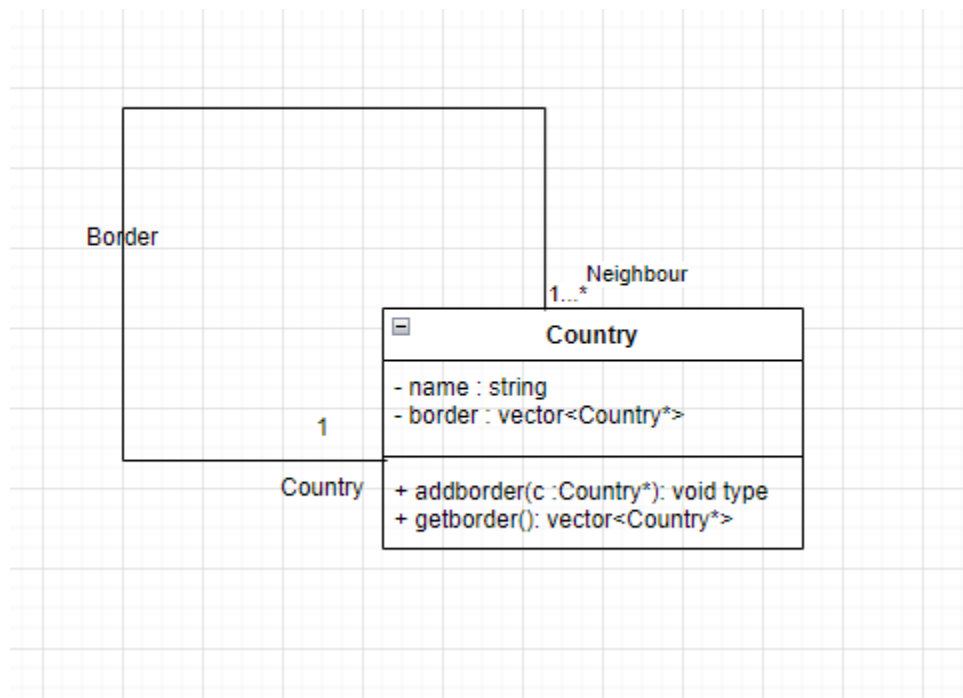 Border
Neighbour
1...*
Country
- name : string
- border : vector<Country*>
1
Country
+ addborder(c :Country*): void type
+ getborder(): vector<Country*>